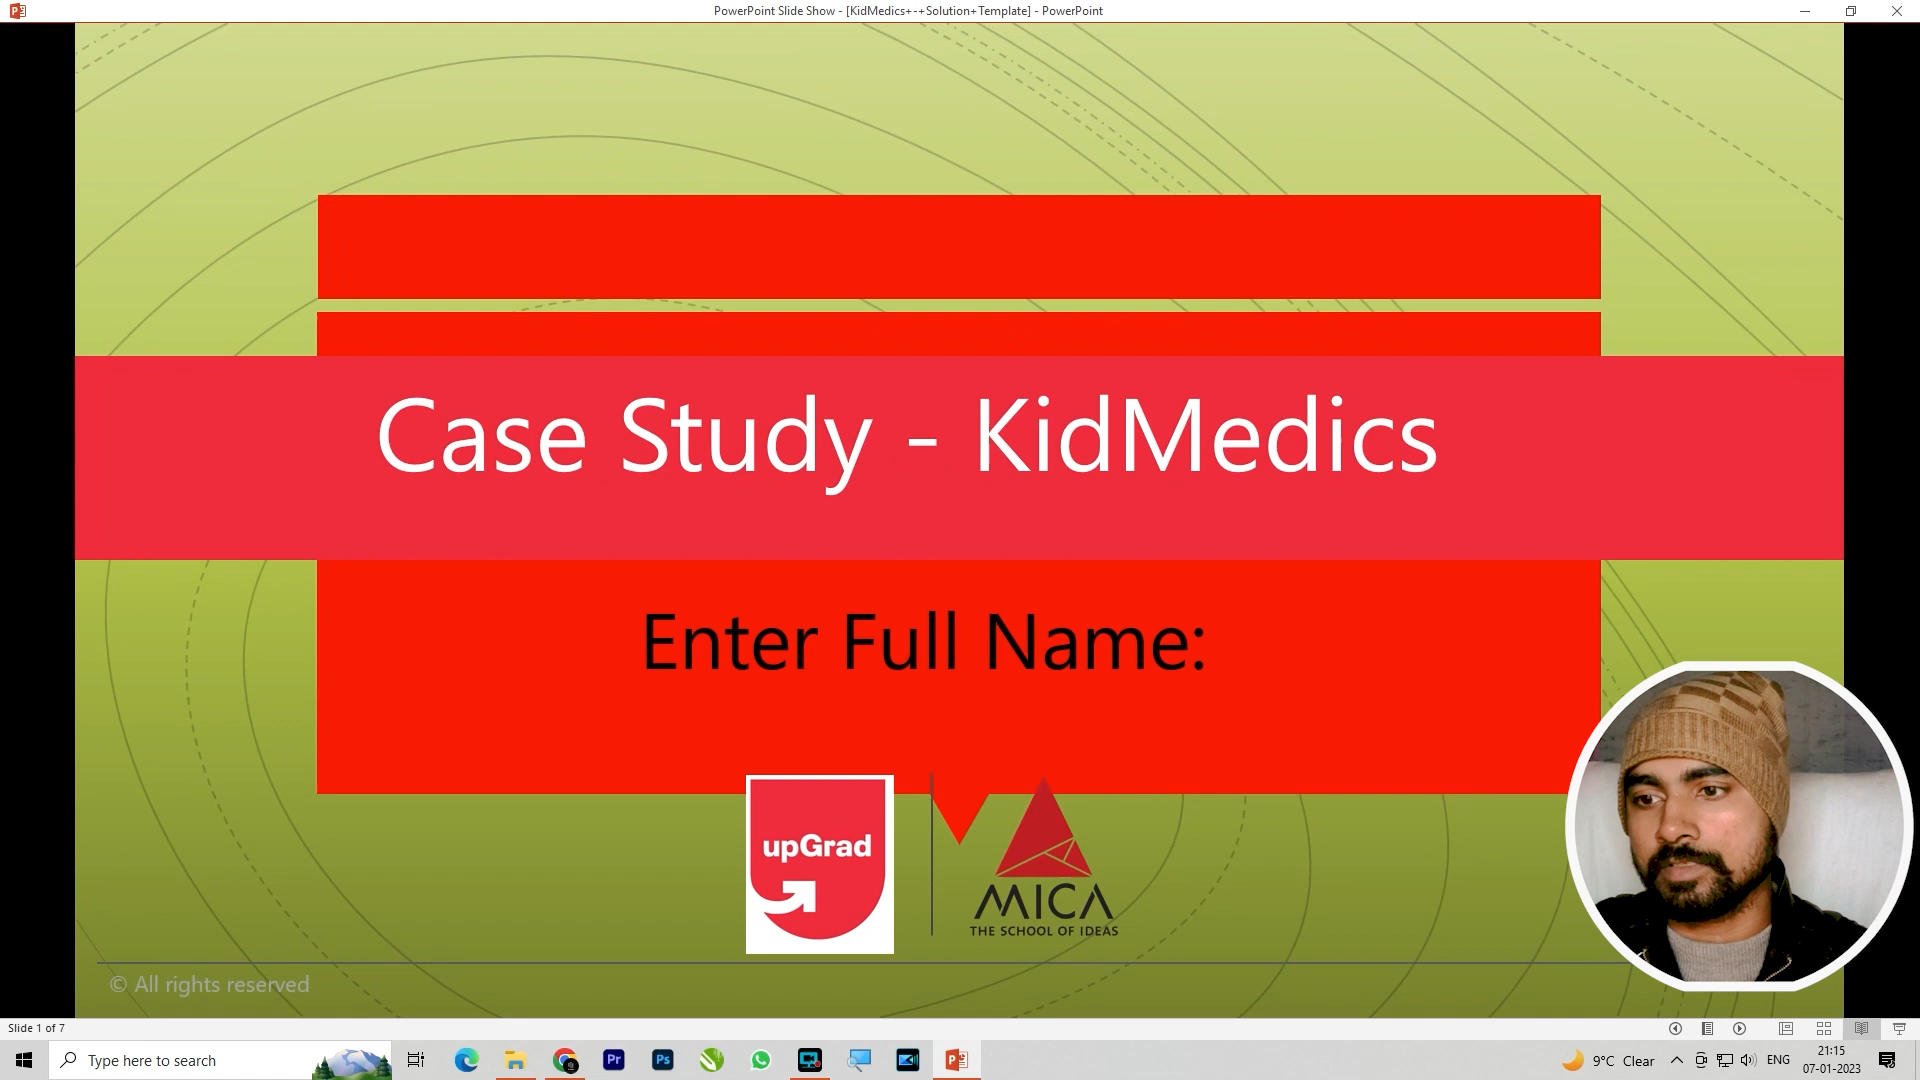 PowerPoint Slide Show - [KidMedics+-+Solution+Template] - PowerPoint
Case Study - KidMedics
Enter Full Name:
upGrad
MICA
THE SCHOOL OF IDEAS
© All rights reserved
Slide 1 of 7
Type here to search
Pr
Ps
9°C Clear
ENG
21:15
07-01-2023